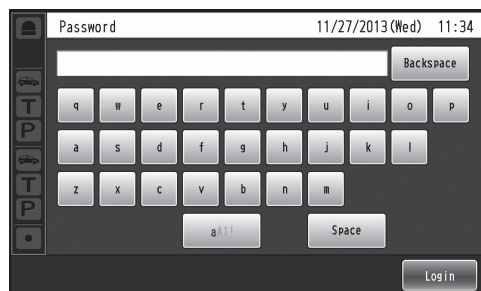 Password 11/27/2013(Wed) 11:34
Backspace
q w e r t y u i o p
T
P
a s d f g h j k l
T
z x c v b n m
P
aA1! Space
Login